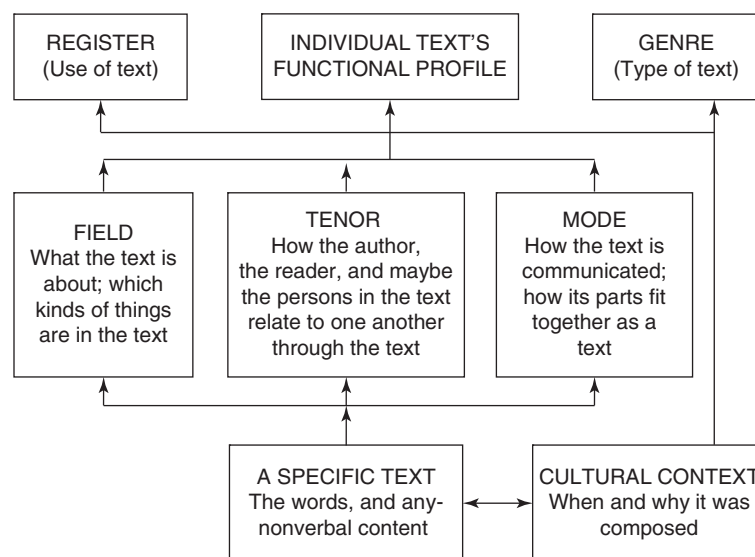 REGISTER
(Use of text)
INDIVIDUAL TEXT'S
FUNCTIONAL PROFILE
GENRE
(Type of text)
FIELD
What the text is
about; which
kinds of things
are in the text
TENOR
How the author,
the reader, and maybe
the persons in the text
relate to one another
through the text
MODE
How the text is
communicated;
how its parts fit
together as a
text
A SPECIFIC TEXT
The words, and any-
nonverbal content
CULTURAL CONTEXT
When and why it was
composed